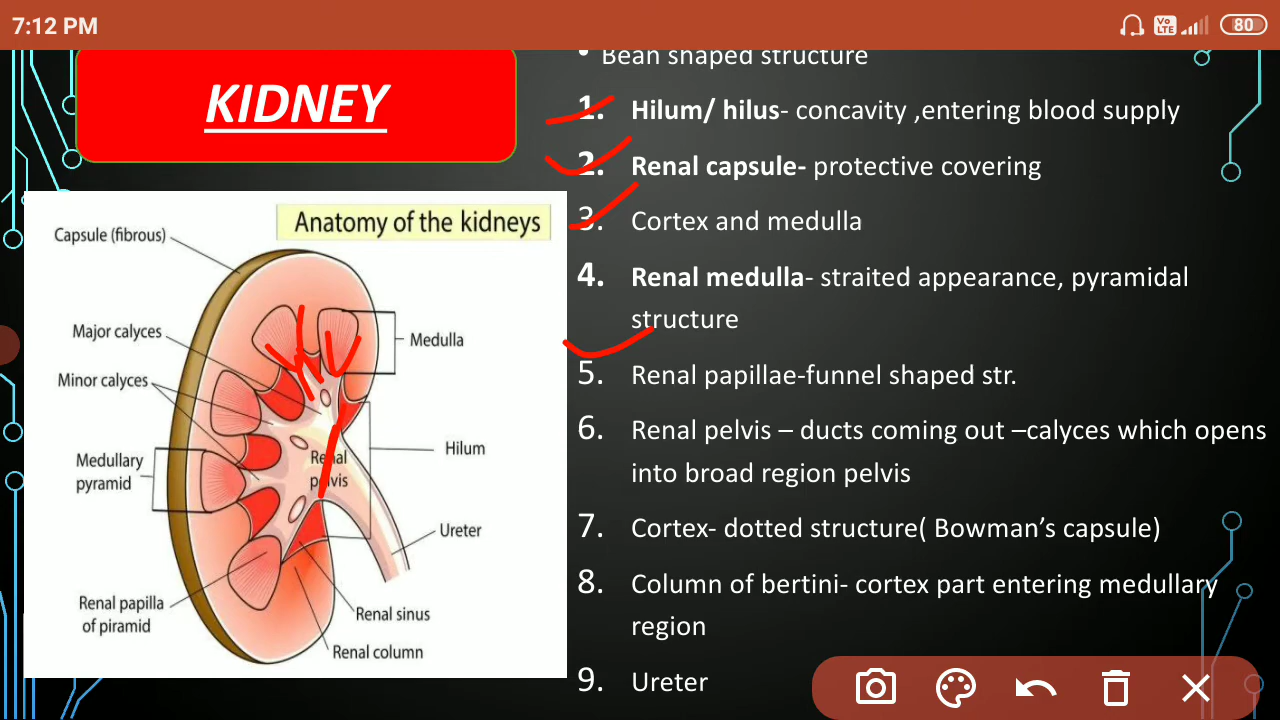 7:12 PM
Vo
LTE
80
KIDNEY
Bean shaped structure
1. Hilum/ hilus- concavity ,entering blood supply
2. Renal capsule- protective covering
3. Cortex and medulla
4. Renal medulla- straited appearance, pyramidal
structure
5. Renal papillae-funnel shaped str.
6. Renal pelvis – ducts coming out –calyces which opens
into broad region pelvis
7. Cortex- dotted structure( Bowman's capsule)
8. Column of bertini- cortex part entering medullary
region
9. Ureter
Anatomy of the kidneys
Capsule (fibrous)
Major calyces
Minor calyces
Medullary
pyramid
Renal papilla
of piramid
Medulla
Hilum
Renal
pelvis
Ureter
Renal sinus
Renal column